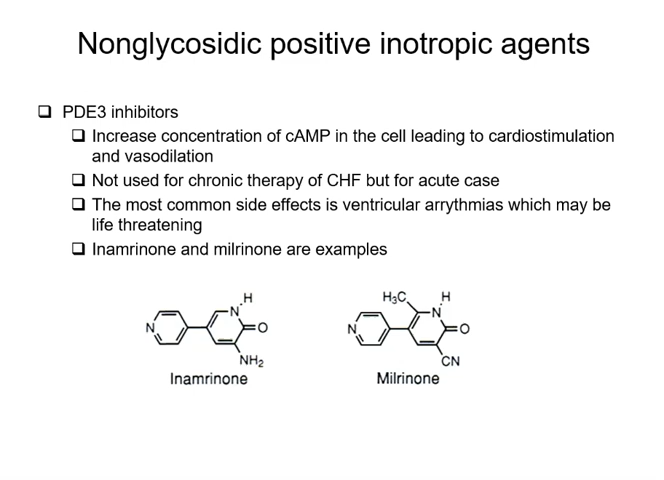 Nonglycosidic positive inotropic agents
PDE3 inhibitors
Increase concentration of cAMP in the cell leading to cardiostimulation
and vasodilation
Not used for chronic therapy of CHF but for acute case
The most common side effects is ventricular arrythmias which may be
life threatening
Inamrinone and milrinone are examples
H
N
N
O
NH₂
Inamrinone
H₃C
H
N
N
O
CN
Milrinone